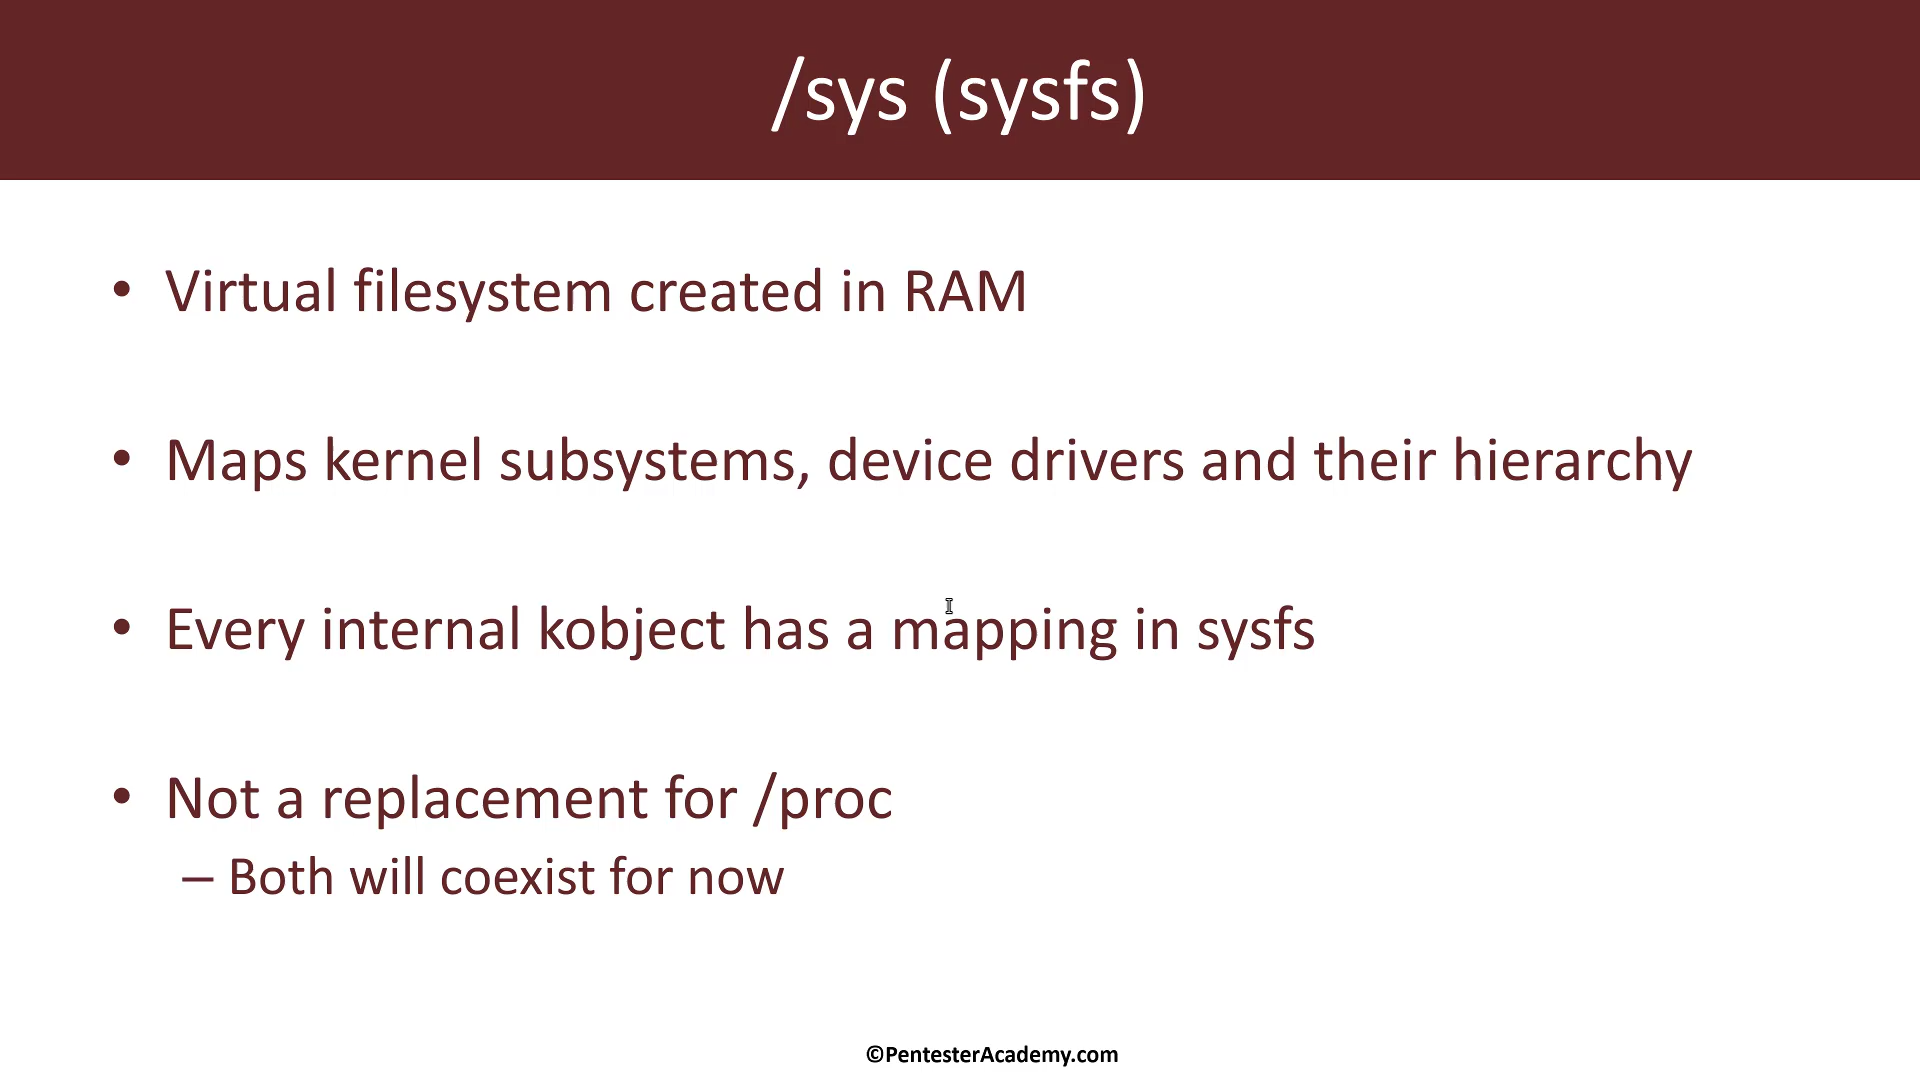 /sys (sysfs)
• Virtual filesystem created in RAM
• Maps kernel subsystems, device drivers and their hierarchy
• Every internal kobject has a mapping in sysfs
• Not a replacement for /proc
– Both will coexist for now
©PentesterAcademy.com